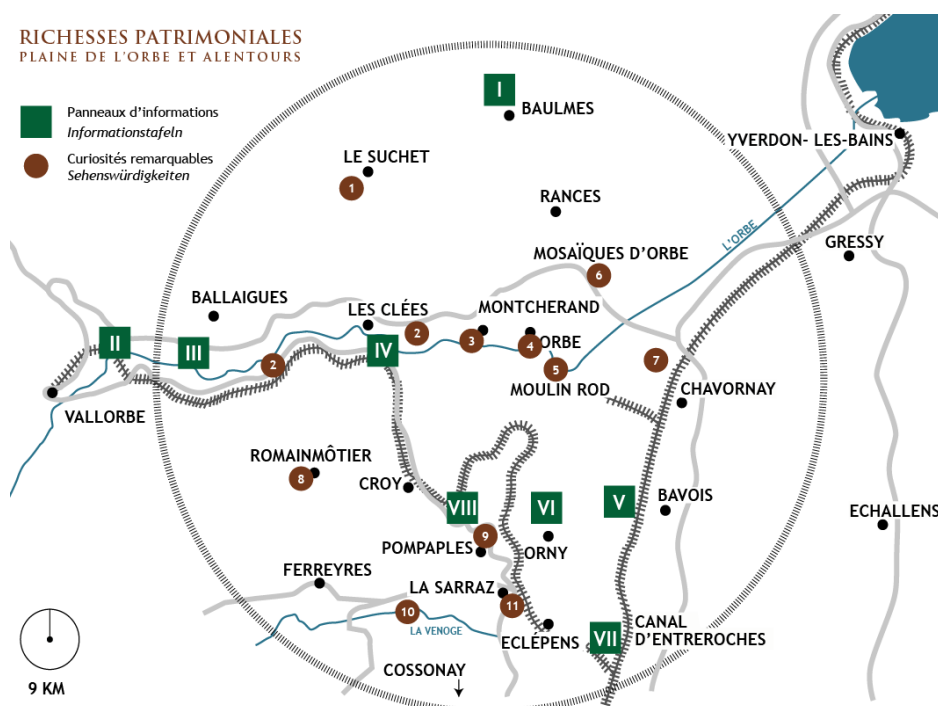 RICHESSES PATRIMONIALES
PLAINE DE L'ORBE ET ALENTOURS
Panneaux d'informations
Informationstafeln
Curiosités remarquables
Sehenswürdigkeiten
I
BAULMES
YVERDON- LES-BAINS
LE SUCHET
1
RANCES
L'ORBE
GRESSY
MOSAÏQUES D'ORBE
6
BALLAIGUES
LES CLÉES
MONTCHERAND
II
III
IV
2
2
3
4
ORBE
5
7
MOULIN ROD
CHAVORNAY
VALLORBE
ROMAINMÔTIER
8
CROY
VIII
VI
V
BAVOIS
ECHALLENS
9
POMPAPLES
ORNY
FERREYRES
LA SARRAZ
10
11
LA VENOGE
ECLÉPENS
VII
CANAL
D'ENTREROCHES
COSSONAY
9 KM